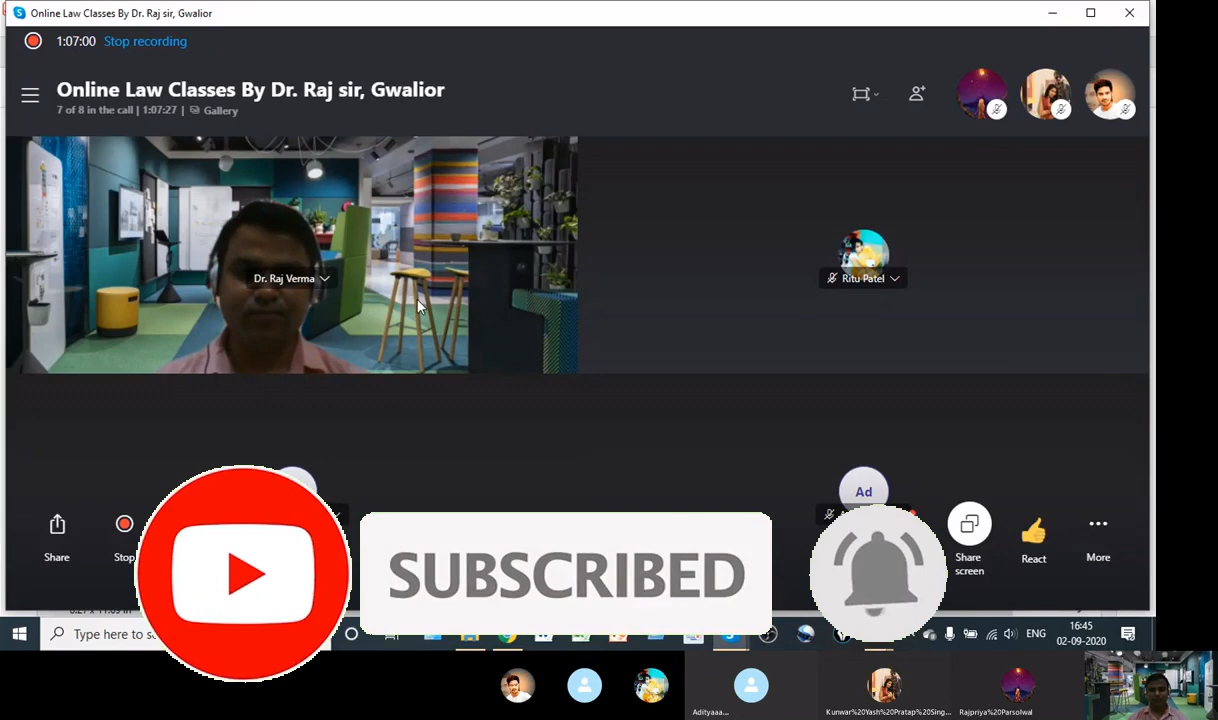 Online Law Classes By Dr. Raj sir, Gwalior
1:07:00 Stop recording
Online Law Classes By Dr. Raj sir, Gwalior
7 of 8 in the call | 1:07:27 | Gallery
Dr. Raj Verma
Ritu Patel
Ad
Share
Stop
Share screen
React
More
SUBSCRIBED
Type here to s
ENG
16:45
02-09-2020
Adityaaa...
Kunwar%20Yash%20Pratap%20Sing...
Rajpriya%20Parsolwal